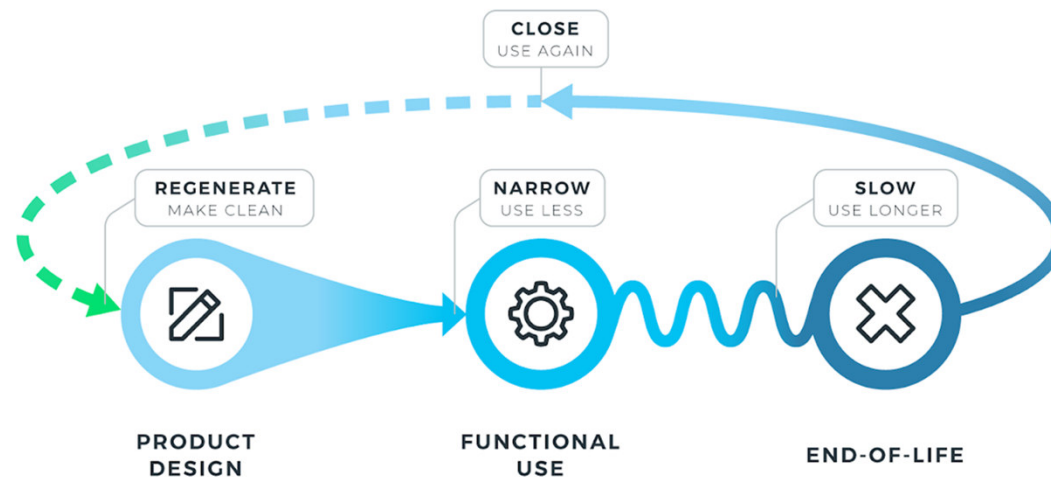 CLOSE
USE AGAIN
REGENERATE
MAKE CLEAN
NARROW
USE LESS
SLOW
USE LONGER
PRODUCT
DESIGN
FUNCTIONAL
USE
END-OF-LIFE